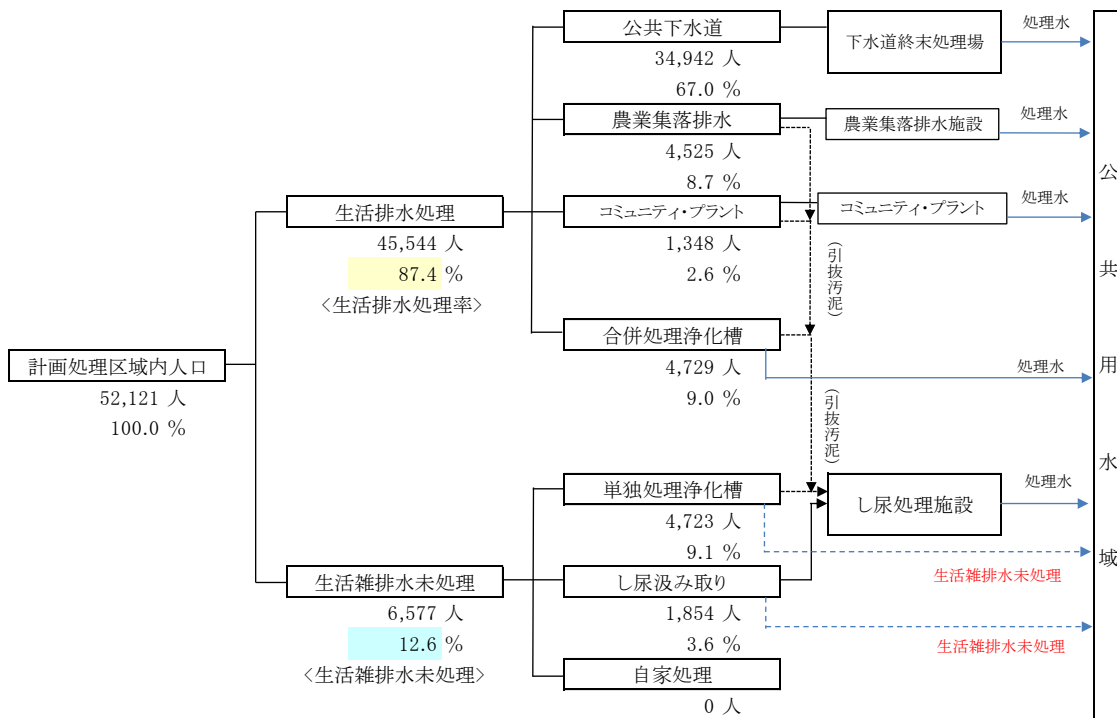 公共下水道
34,942 人
67.0 %
下水道終末処理場
処理水
農業集落排水
4,525 人
8.7 %
農業集落排水施設
処理水
生活排水処理
45,544 人
87.4 %
〈生活排水処理率〉
コミュニティ・プラント
1,348 人
2.6 %
コミュニティ・プラント
処理水
(引抜汚泥)
合併処理浄化槽
4,729 人
9.0 %
処理水
(引抜汚泥)
計画処理区域内人口
52,121 人
100.0 %
単独処理浄化槽
4,723 人
9.1 %
し尿処理施設
処理水
生活雑排水未処理
生活雑排水未処理
6,577 人
12.6 %
〈生活雑排水未処理〉
し尿汲み取り
1,854 人
3.6 %
生活雑排水未処理
自家処理
0 人
公共用水域